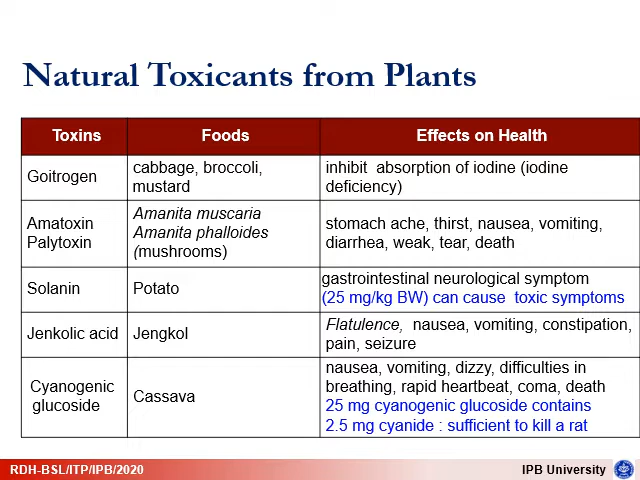 Natural Toxicants from Plants
Toxins Foods Effects on Health
Goitrogen
cabbage, broccoli,
mustard
inhibit absorption of iodine (iodine
deficiency)
Amatoxin
Palytoxin
Amanita muscaria
Amanita phalloides
(mushrooms)
stomach ache, thirst, nausea, vomiting,
diarrhea, weak, tear, death
Solanin
Potato
gastrointestinal neurological symptom
(25 mg/kg BW) can cause toxic symptoms
Jenkolic acid
Jengkol
Flatulence, nausea, vomiting, constipation,
pain, seizure
Cyanogenic
glucoside
Cassava
nausea, vomiting, dizzy, difficulties in
breathing, rapid heartbeat, coma, death
25 mg cyanogenic glucoside contains
2.5 mg cyanide : sufficient to kill a rat
RDH-BSL/ITP/IPB/2020
IPB University